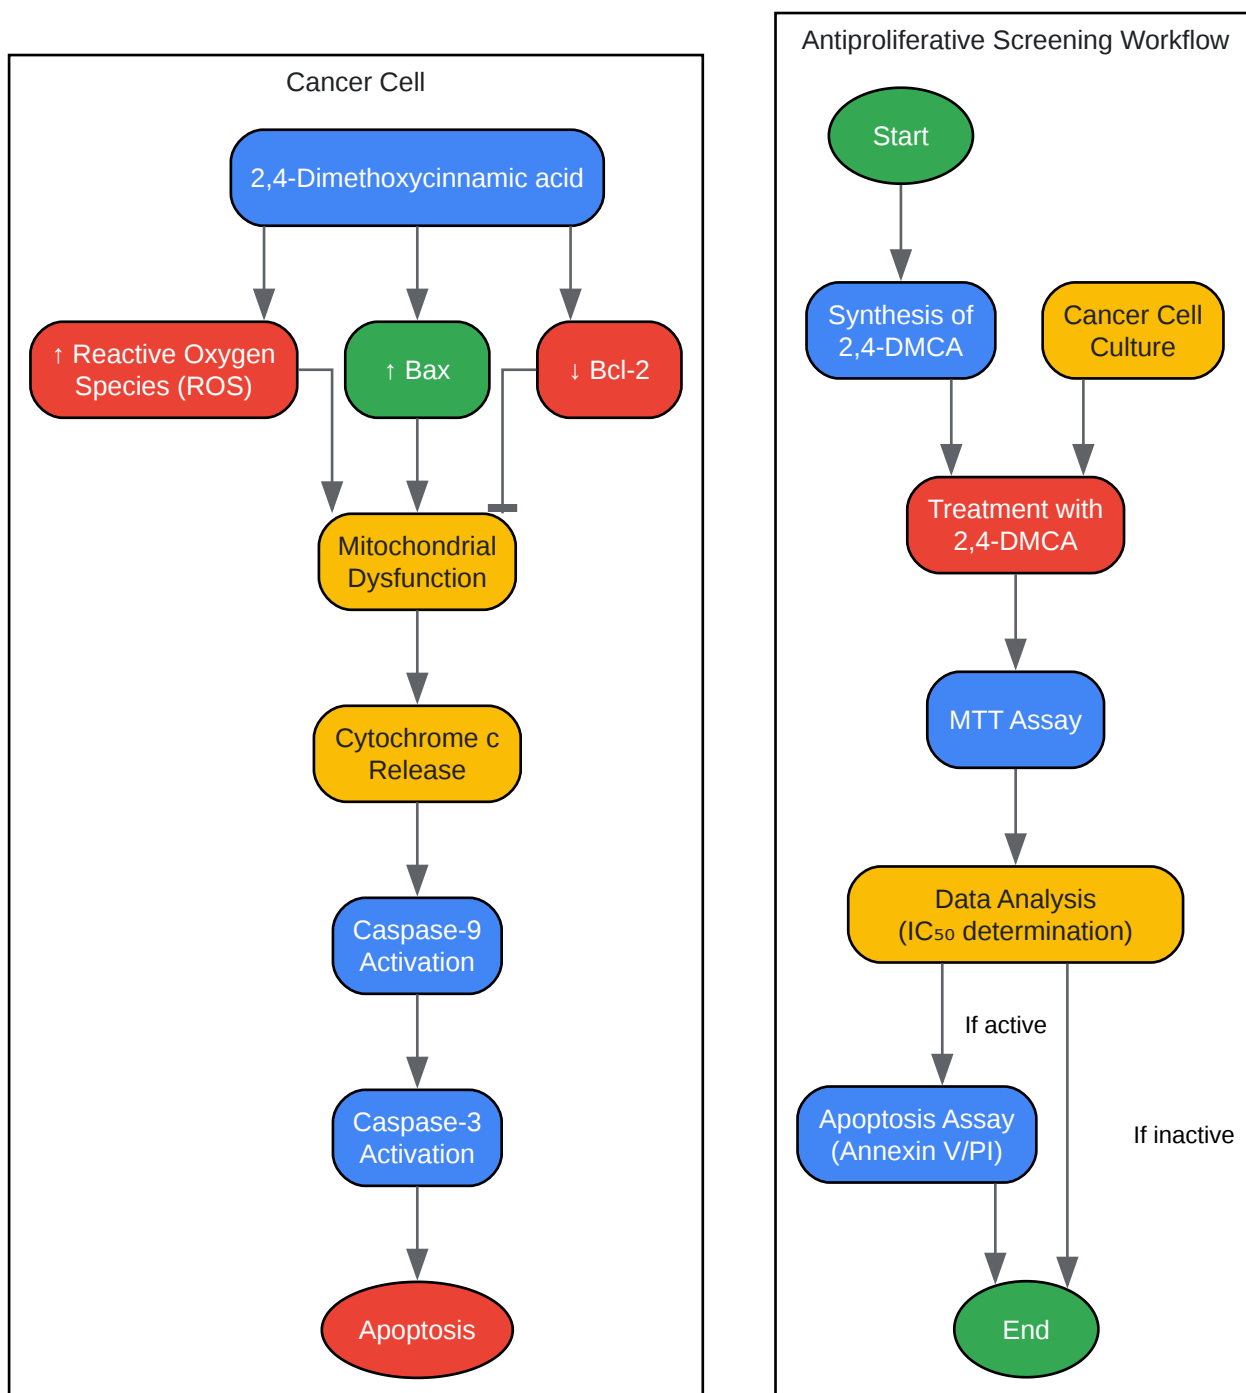 Cancer Cell
2,4-Dimethoxycinnamic acid
↑ Reactive Oxygen
Species (ROS)
↑ Bax
↓ Bcl-2
Mitochondrial
Dysfunction
Cytochrome c
Release
Caspase-9
Activation
Caspase-3
Activation
Apoptosis
Antiproliferative Screening Workflow
Start
Synthesis of
2,4-DMCA
Cancer Cell
Culture
Treatment with
2,4-DMCA
MTT Assay
Data Analysis
(IC₅₀ determination)
If active
Apoptosis Assay
(Annexin V/PI)
If inactive
End